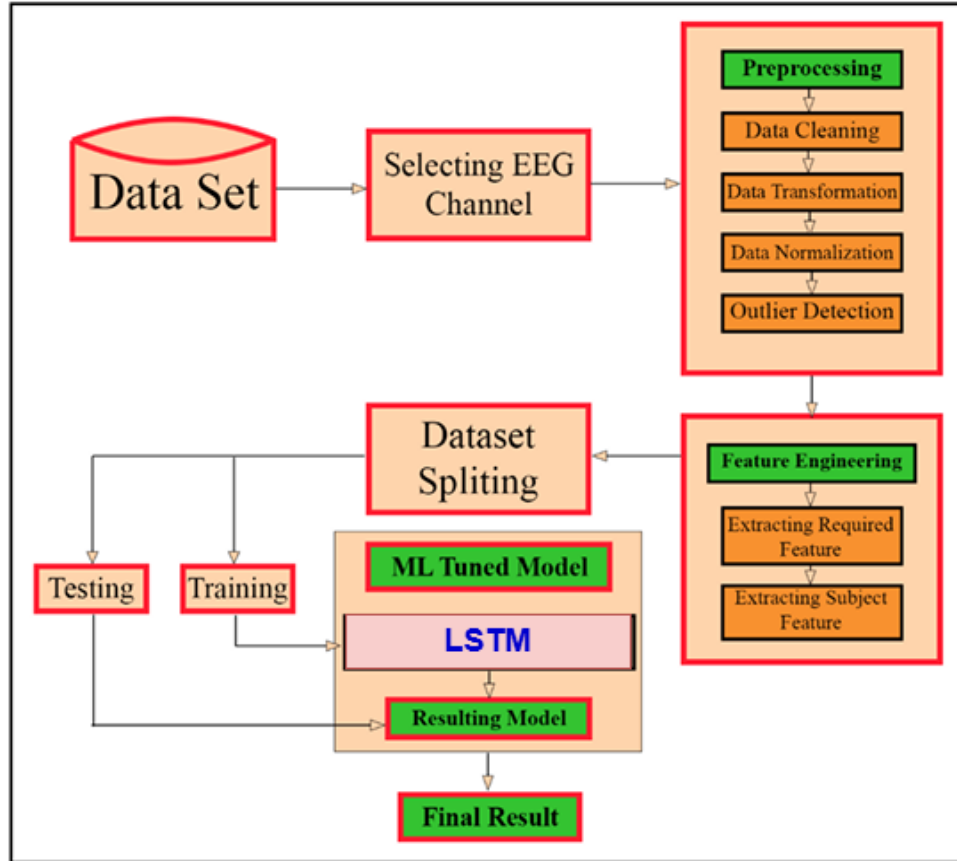 Data Set
Selecting EEG
Channel
Preprocessing
Data Cleaning
Data Transformation
Data Normalization
Outlier Detection
Feature Engineering
Extracting Required
Feature
Extracting Subject
Feature
Dataset
Spliting
Testing
Training
ML Tuned Model
LSTM
Resulting Model
Final Result